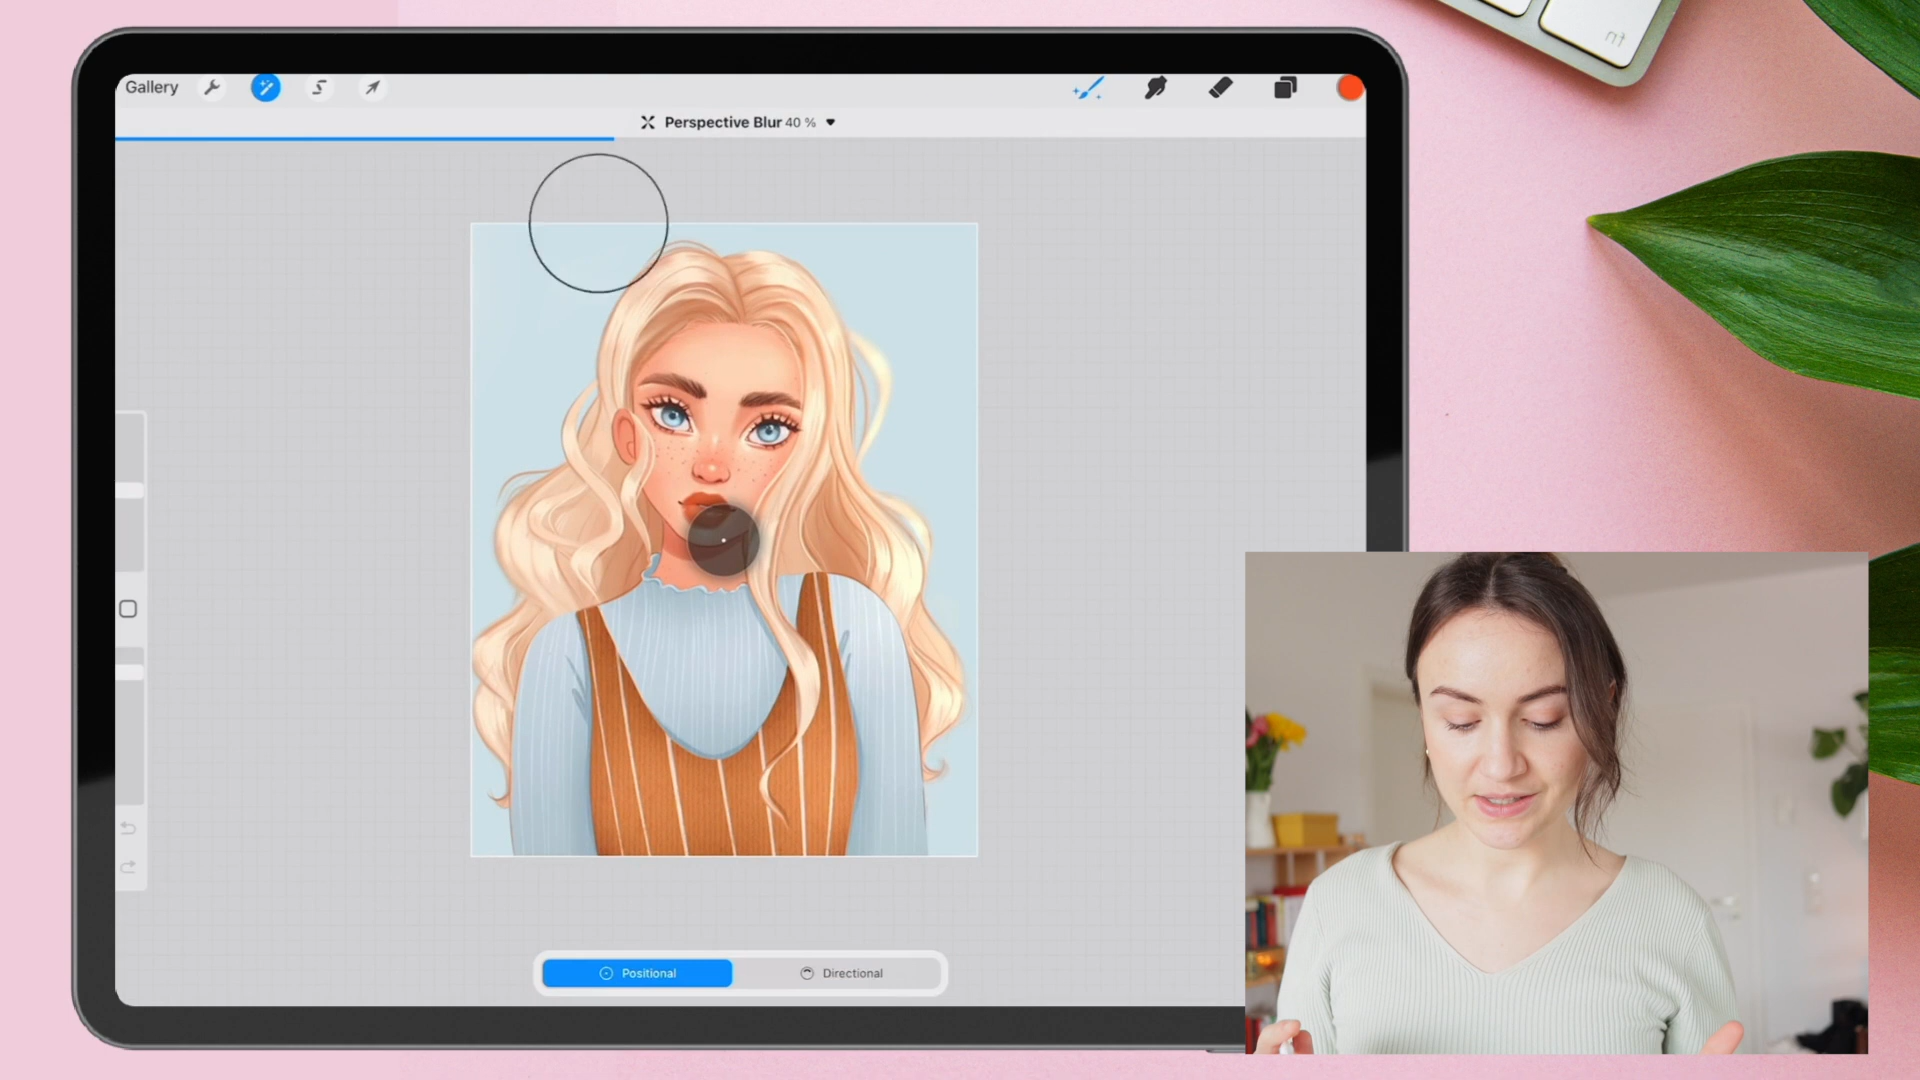 Gallery
Perspective Blur 40 %
Positional
Directional